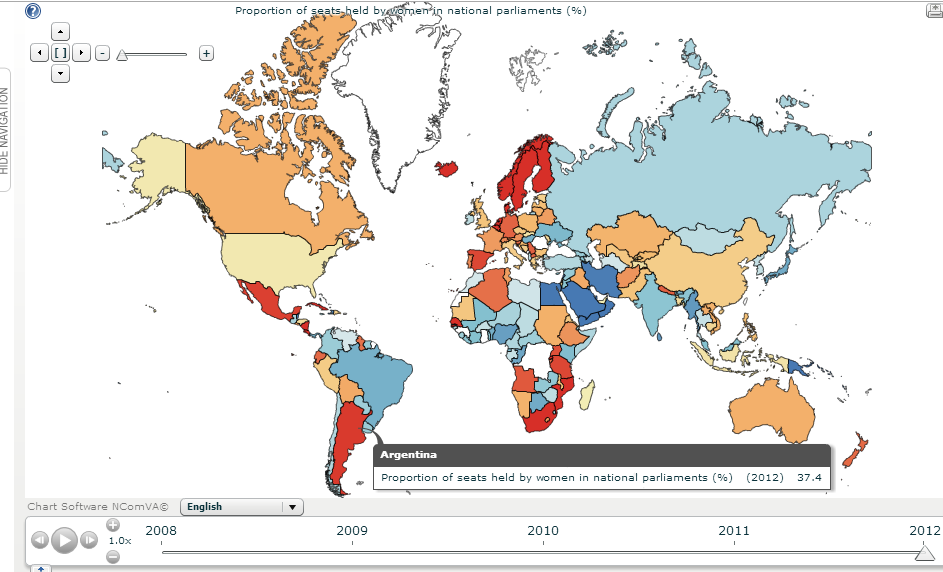 ?
Proportion of seats held by women in national parliaments (%)
[ ]
-
+
HIDE NAVIGATION
Argentina
Proportion of seats held by women in national parliaments (%) (2012) 37.4
Chart Software NComVA©
English
1.0x
2008 2009 2010 2011 2012